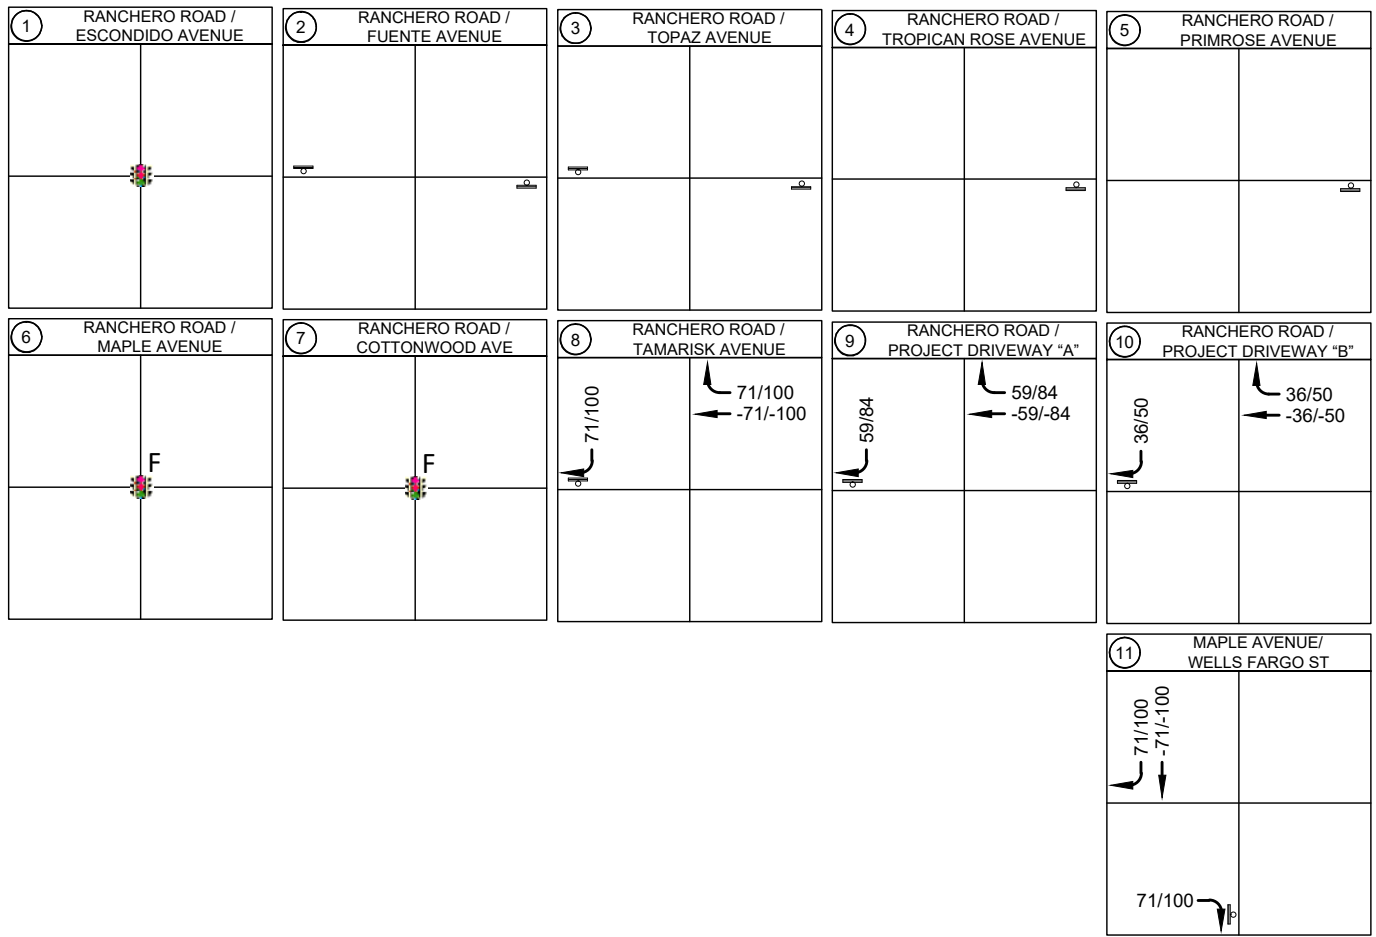 1
RANCHERO ROAD /
ESCONDIDO AVENUE
2
RANCHERO ROAD /
FUENTE AVENUE
3
RANCHERO ROAD /
TOPAZ AVENUE
4
RANCHERO ROAD /
TROPICAN ROSE AVENUE
5
RANCHERO ROAD /
PRIMROSE AVENUE
6
RANCHERO ROAD /
MAPLE AVENUE
F
7
RANCHERO ROAD /
COTTONWOOD AVE
F
8
RANCHERO ROAD /
TAMARISK AVENUE
71/100
71/100
-71/-100
9
RANCHERO ROAD /
PROJECT DRIVEWAY “A”
59/84
59/84
-59/-84
10
RANCHERO ROAD /
PROJECT DRIVEWAY “B”
36/50
36/50
-36/-50
11
MAPLE AVENUE/
WELLS FARGO ST
71/100
-71/-100
71/100